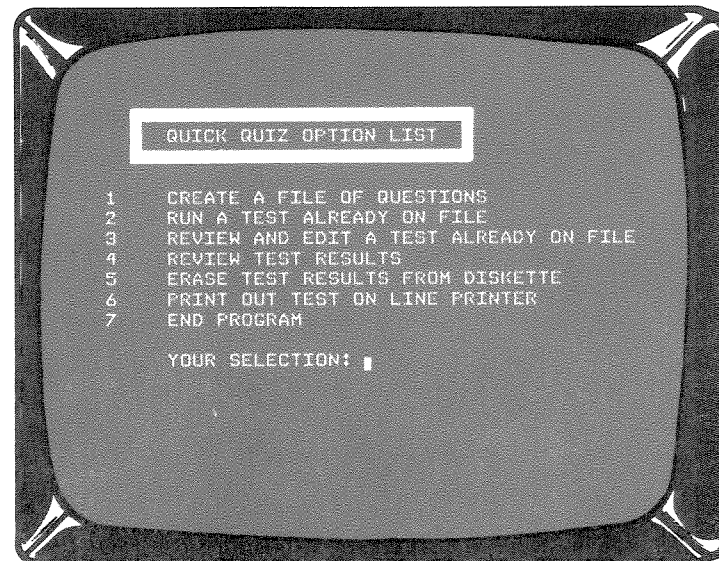 QUICK QUIZ OPTION LIST
1 CREATE A FILE OF QUESTIONS
2 RUN A TEST ALREADY ON FILE
3 REVIEW AND EDIT A TEST ALREADY ON FILE
4 REVIEW TEST RESULTS
5 ERASE TEST RESULTS FROM DISKETTE
6 PRINT OUT TEST ON LINE PRINTER
7 END PROGRAM
YOUR SELECTION: